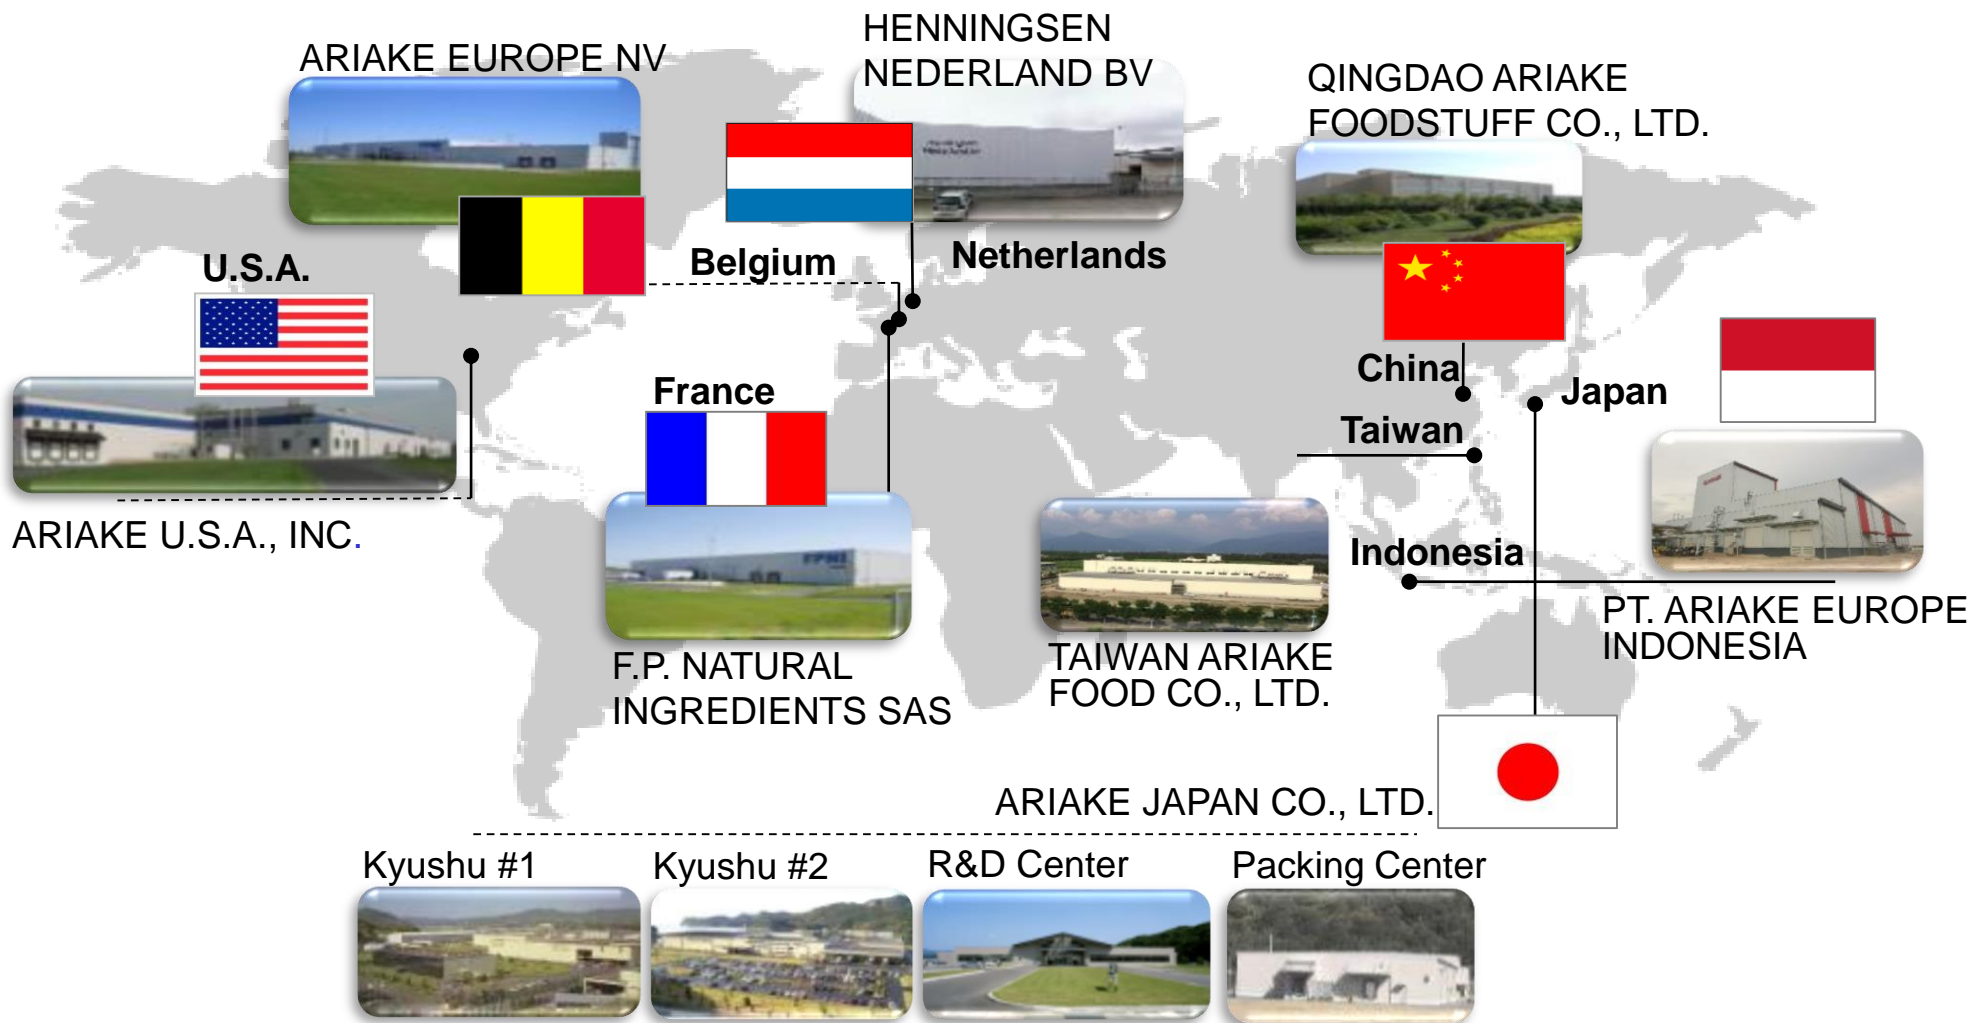 HENNINGSEN
NEDERLAND BV
ARIAKE EUROPE NV
QINGDAO ARIAKE
FOODSTUFF CO., LTD.
U.S.A.
Belgium
Netherlands
China
Japan
France
Taiwan
ARIAKE U.S.A., INC.
Indonesia
PT. ARIAKE EUROPE
INDONESIA
F.P. NATURAL
INGREDIENTS SAS
TAIWAN ARIAKE
FOOD CO., LTD.
ARIAKE JAPAN CO., LTD.
Kyushu #1
Kyushu #2
R&D Center
Packing Center